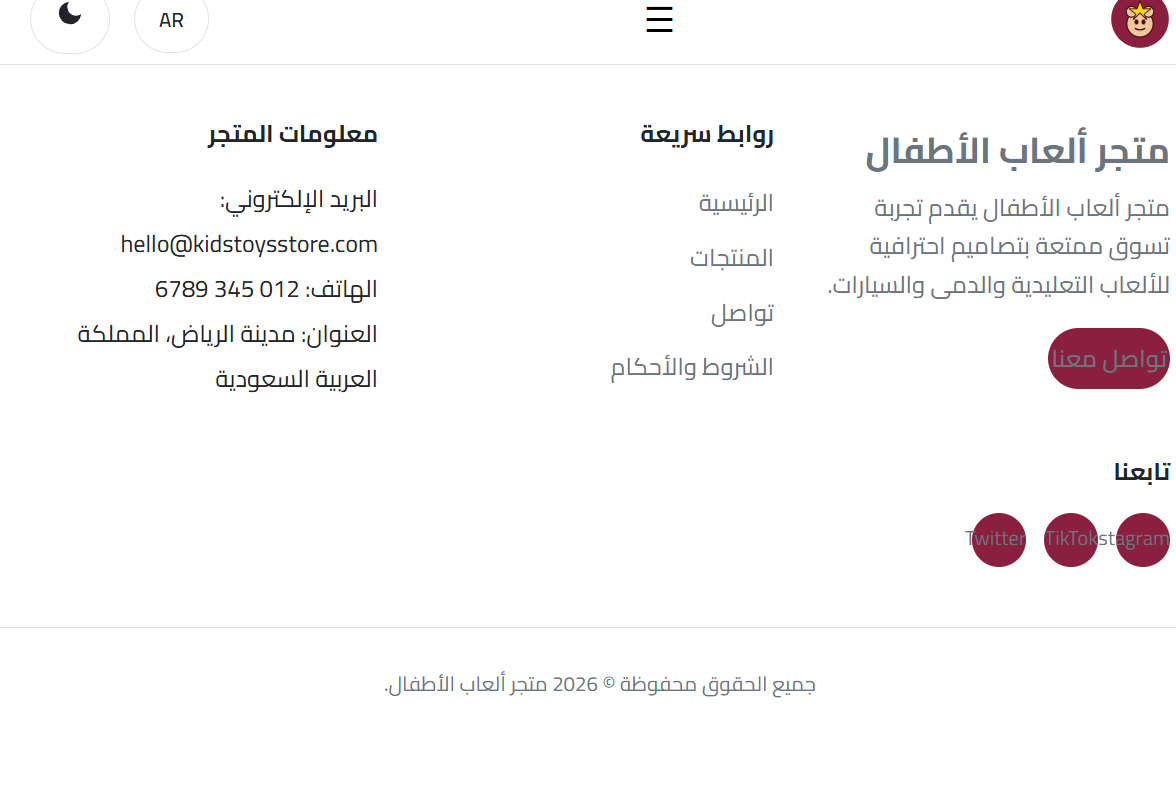 AR
متجر ألعاب الأطفال
متجر ألعاب الأطفال يقدم تجربة
تسوق ممتعة بتصاميم احترافية
للألعاب التعليدية والدمى والسيارات.
تواصل معنا
روابط سريعة
الرئيسية
المنتجات
تواصل
الشروط والأحكام
معلومات المتجر
البريد الإلكتروني:
hello@kidstoysstore.com
الهاتف: 012 345 6789
العنوان: مدينة الرياض، المملكة
العربية السعودية
تابعنا
stagram
TikTok
Twitter
جميع الحقوق محفوظة © 2026 متجر ألعاب الأطفال.